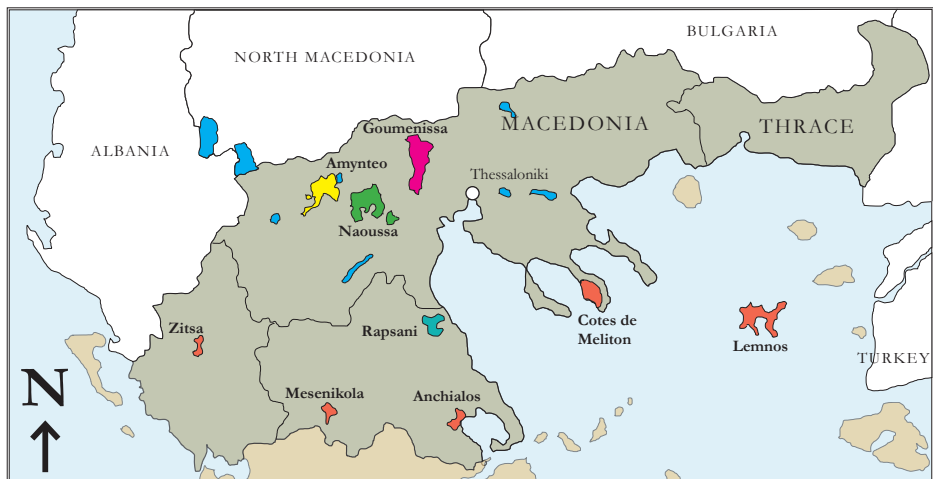 BULGARIA
NORTH MACEDONIA
Goumenissa
MACEDONIA
THRACE
ALBANIA
Amynteo
Thessaloniki
Naoussa
Zitsa
Rapsani
Cotes de
Meliton
Lemnos
TURKEY
N
Mesenikola
Anchialos